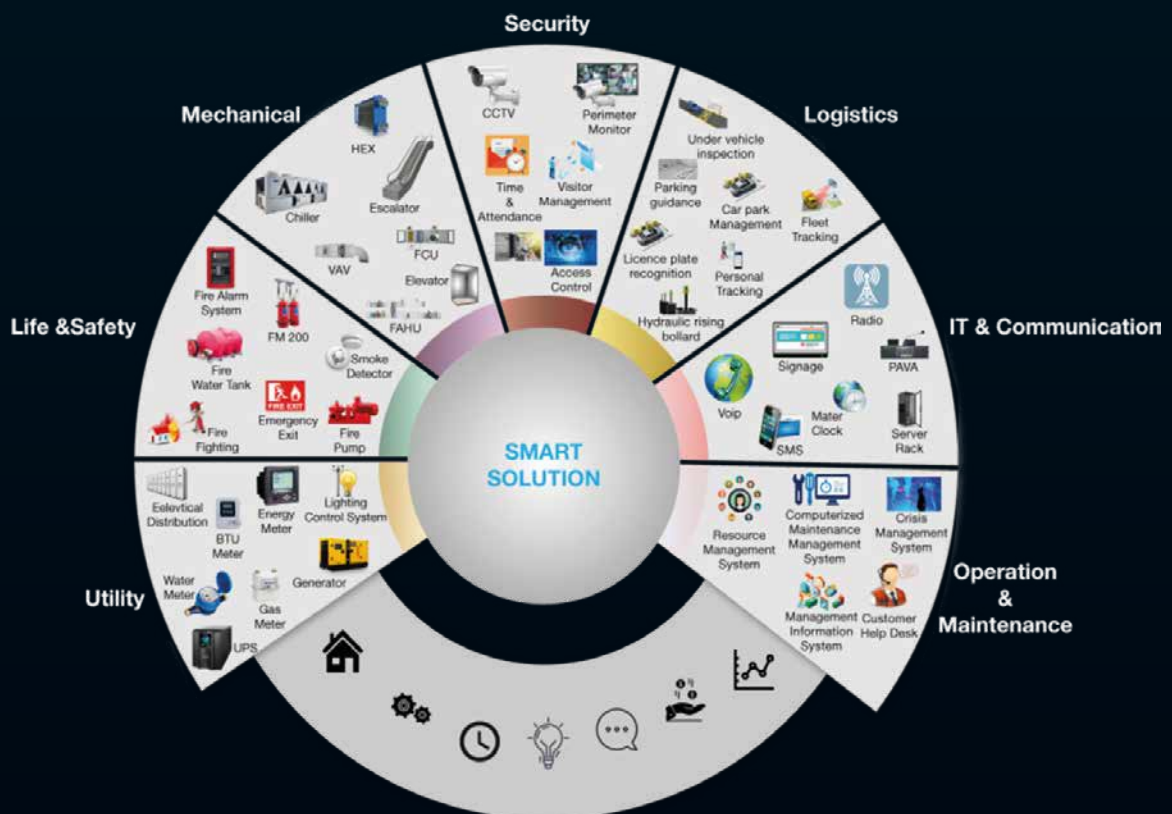 Security
CCTV
Perimeter
Monitor
Time
&
Attendance
Visitor
Management
Access
Control
Mechanical
HEX
Chiller
Escalator
VAV
FCU
Elevator
FAHU
Logistics
Under vehicle
inspection
Parking
guidance
Car park
Management
Fleet
Tracking
Licence plate
recognition
Personal
Tracking
Hydraulic rising
bollard
Life &Safety
Fire Alarm
System
FM 200
Fire
Water Tank
Smoke
Detector
Fire
Fighting
Emergency
Exit
FIRE EXIT
Fire
Pump
IT & Communication
Radio
Signage
PAVA
Voip
SMS
Mater
Clock
Server
Rack
SMART
SOLUTION
Utility
Eelevtical
Distribution
BTU
Meter
Energy
Meter
Lighting
Control System
Water
Meter
Gas
Meter
Generator
UPS
Operation
&
Maintenance
Resource
Management
System
Computerized
Maintenance
Management
System
Crisis
Management
System
Management
Information
System
Customer
Help Desk